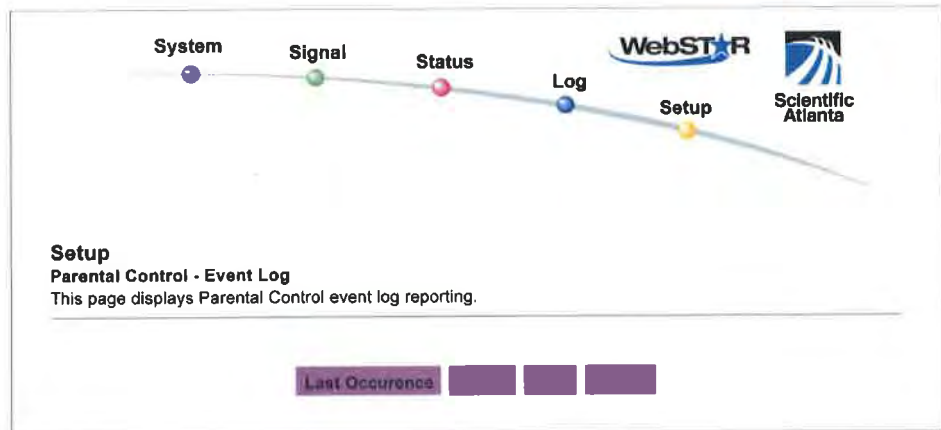 System
Signal
Status
Log
Setup
WebSTAR
Scientific
Atlanta
Setup
Parental Control - Event Log
This page displays Parental Control event log reporting.
Last Occurence